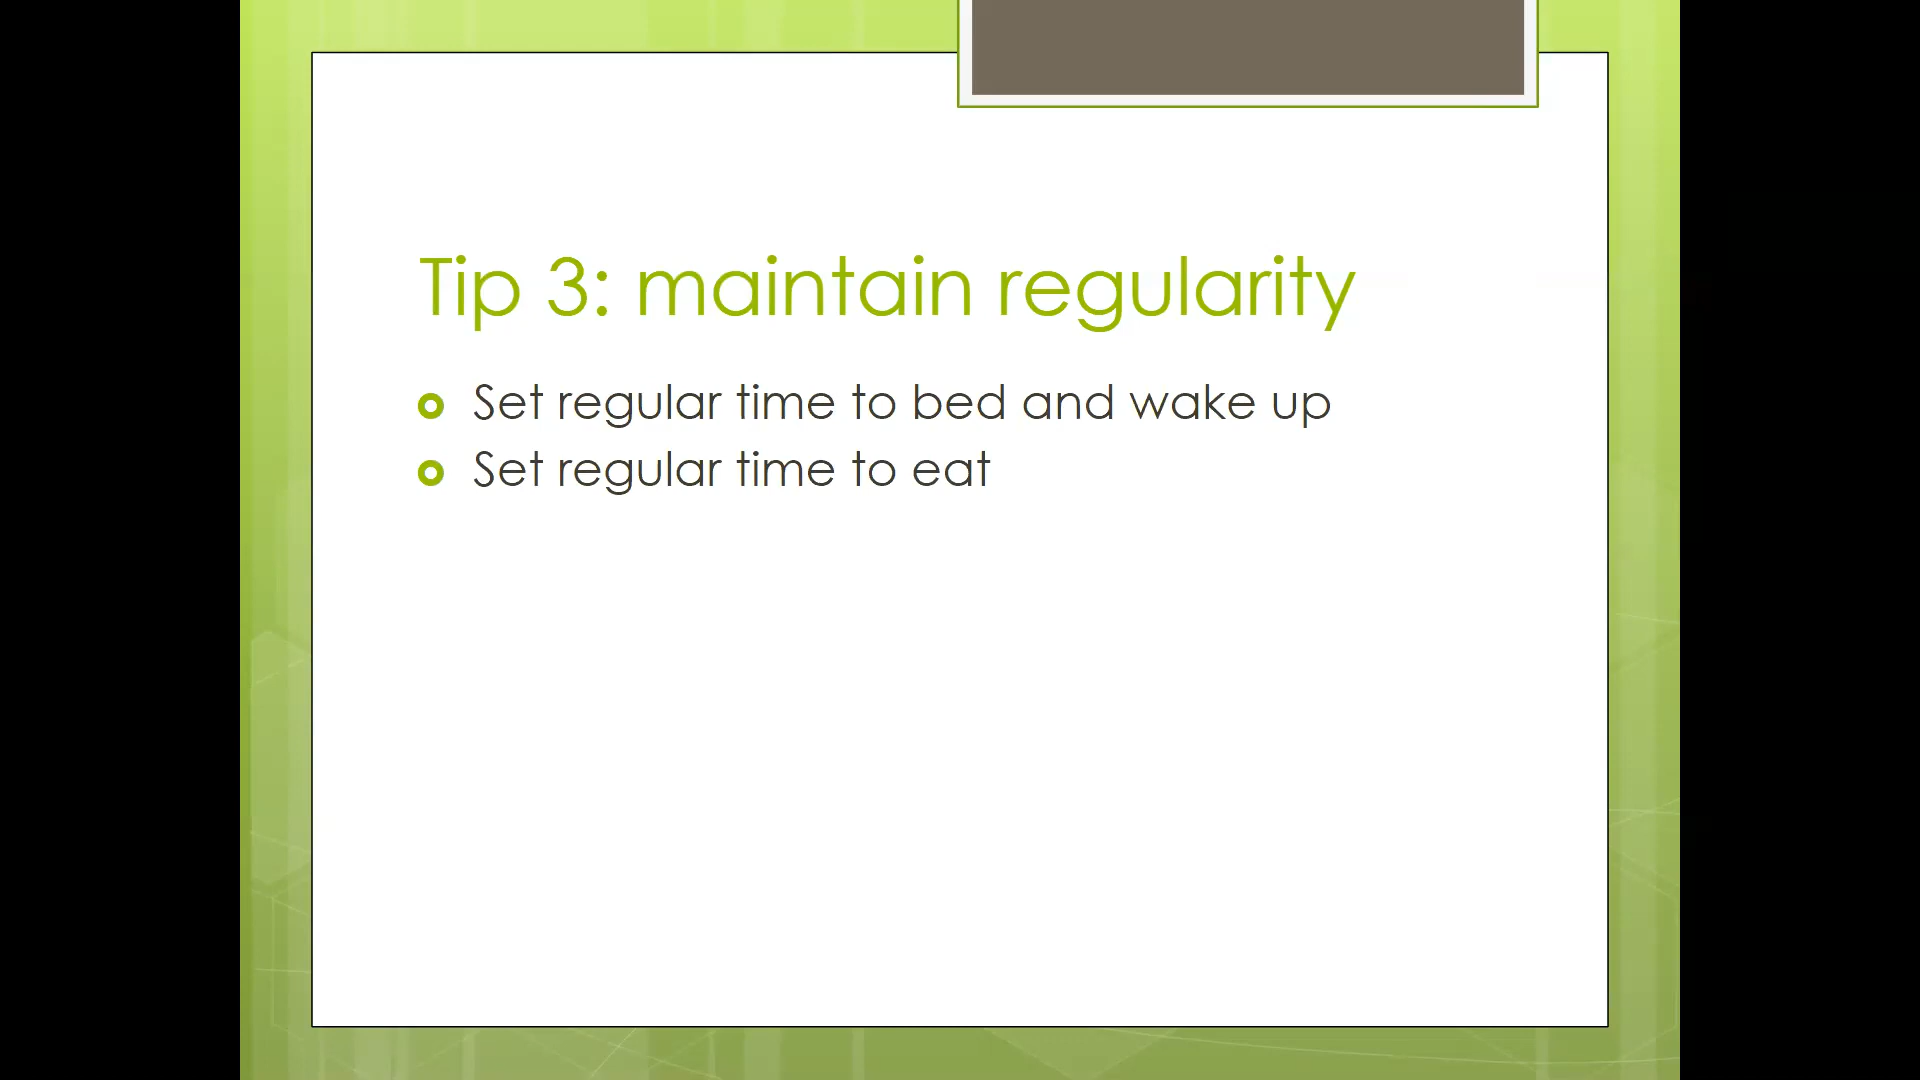 Tip 3: maintain regularity
Set regular time to bed and wake up
Set regular time to eat